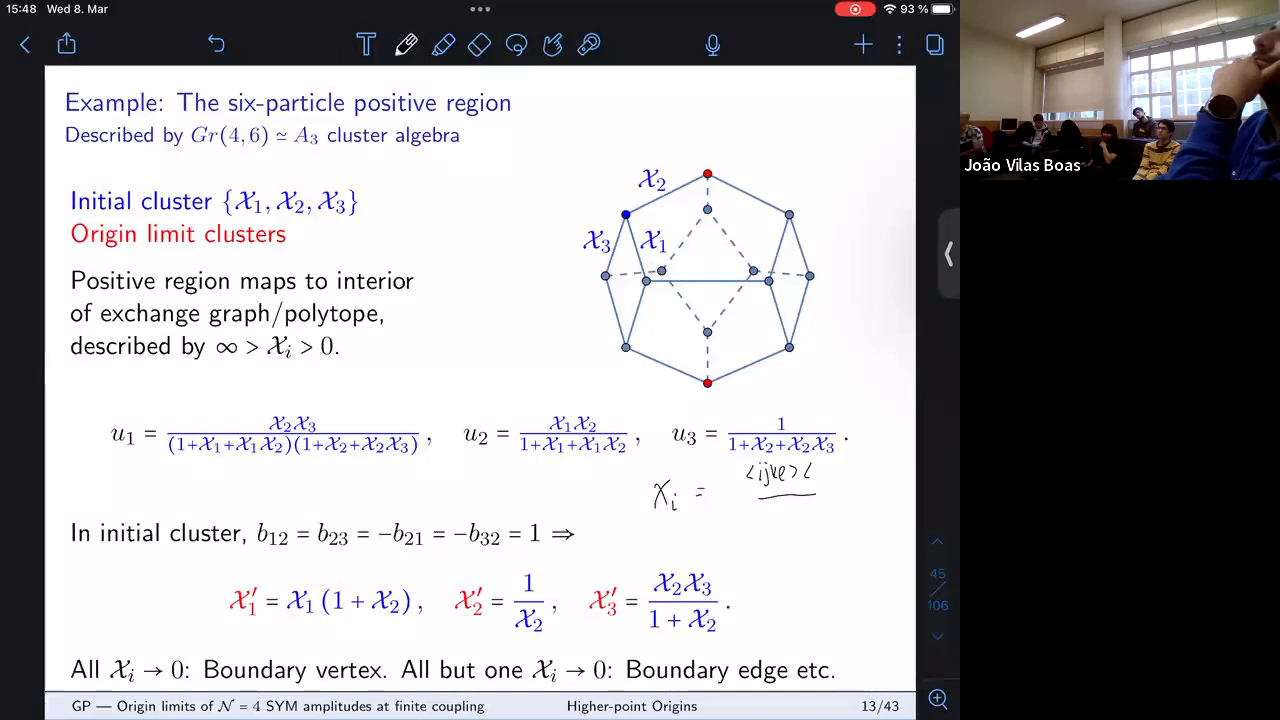 15:48 Wed 8. Mar
93 %
Example: The six-particle positive region
Described by Gr(4, 6) ≃ A₃ cluster algebra
Initial cluster {𝒳₁, 𝒳₂, 𝒳₃}
Origin limit clusters
Positive region maps to interior
of exchange graph/polytope,
described by ∞ > 𝒳ᵢ > 0.
𝒳₂
𝒳₃
𝒳₁
u₁ = 𝒳₂𝒳₃ / (1+𝒳₁+𝒳₁𝒳₂)(1+𝒳₂+𝒳₂𝒳₃) , u₂ = 𝒳₁𝒳₂ / 1+𝒳₁+𝒳₁𝒳₂ , u₃ = 1 / 1+𝒳₂+𝒳₂𝒳₃ .
χᵢ = <ijke><
In initial cluster, b₁₂ = b₂₃ = −b₂₁ = −b₃₂ = 1 ⇒
𝒳₁′ = 𝒳₁ (1 + 𝒳₂) , 𝒳₂′ = 1 / 𝒳₂ , 𝒳₃′ = 𝒳₂𝒳₃ / 1 + 𝒳₂ .
All 𝒳ᵢ → 0: Boundary vertex. All but one 𝒳ᵢ → 0: Boundary edge etc.
GP — Origin limits of 𝒩 = 4 SYM amplitudes at finite coupling
Higher-point Origins
13/43
45
106
João Vilas Boas